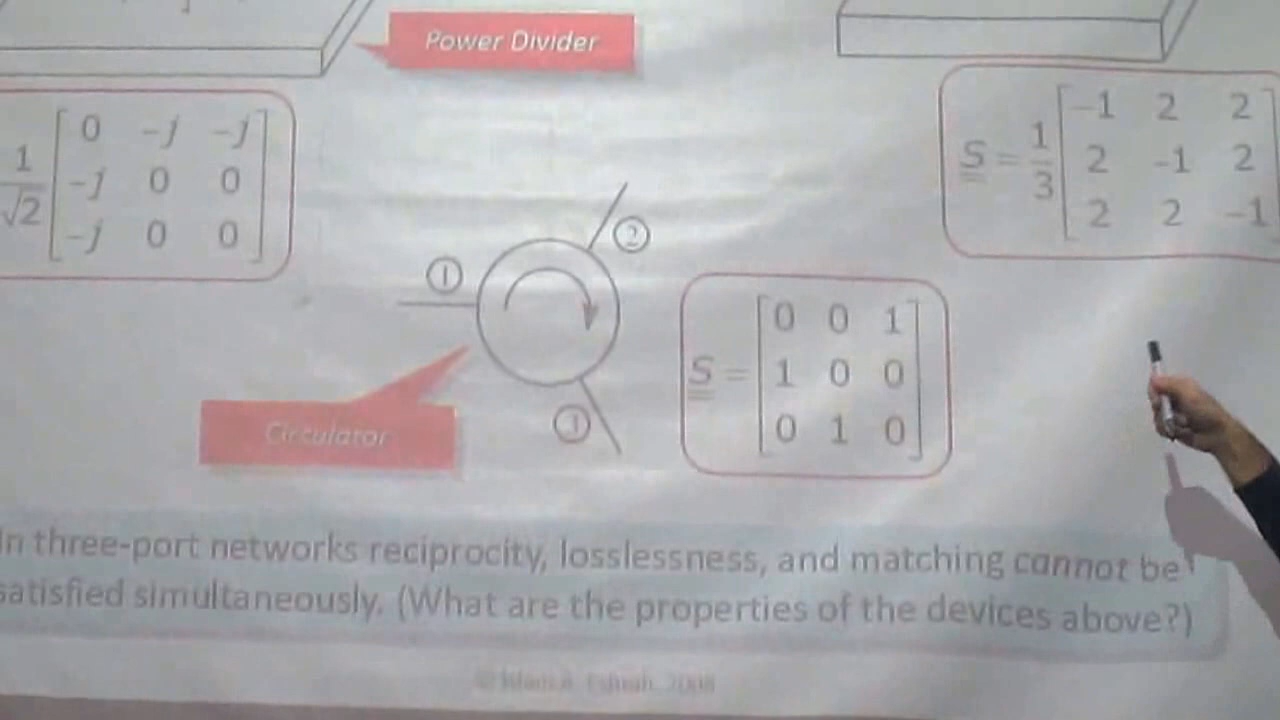 Power Divider
1/√2 [0 -j -j
-j 0 0
-j 0 0]
S = 1/3 [-1 2 2
2 -1 2
2 2 -1]
①
②
③
S = [0 0 1
1 0 0
0 1 0]
Circulator
In three-port networks reciprocity, losslessness, and matching cannot be
satisfied simultaneously. (What are the properties of the devices above?)
2008